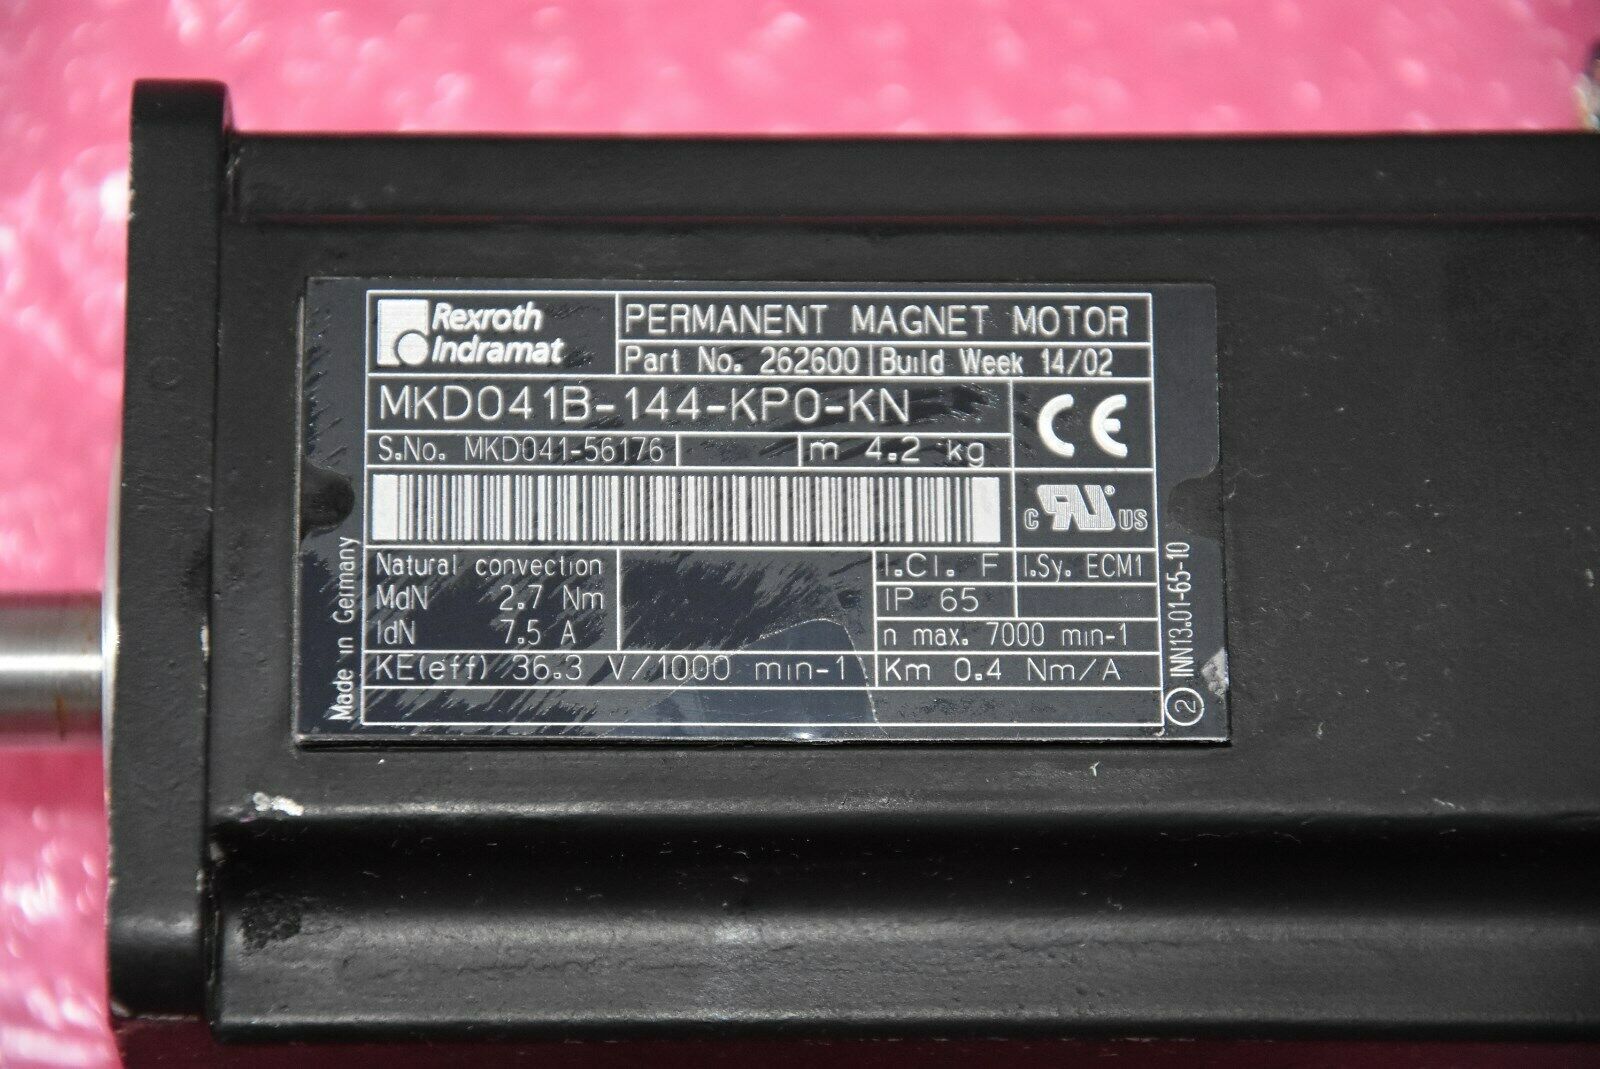 Rexroth
Indramat
PERMANENT MAGNET MOTOR
Part No. 262600 Build Week 14/02
MKD041B-144-KP0-KN
CE
S.No. MKD041-56176 m 4.2 kg
C RU® US
Natural convection
I.Cl. F I.Sy. ECM1
MdN 2.7 Nm
IP 65
IdN 7.5 A
n max. 7000 min-1
KE(eff) 36.3 V/1000 min-1 Km 0.4 Nm/A
Made in Germany
2 INN13.01-65-10